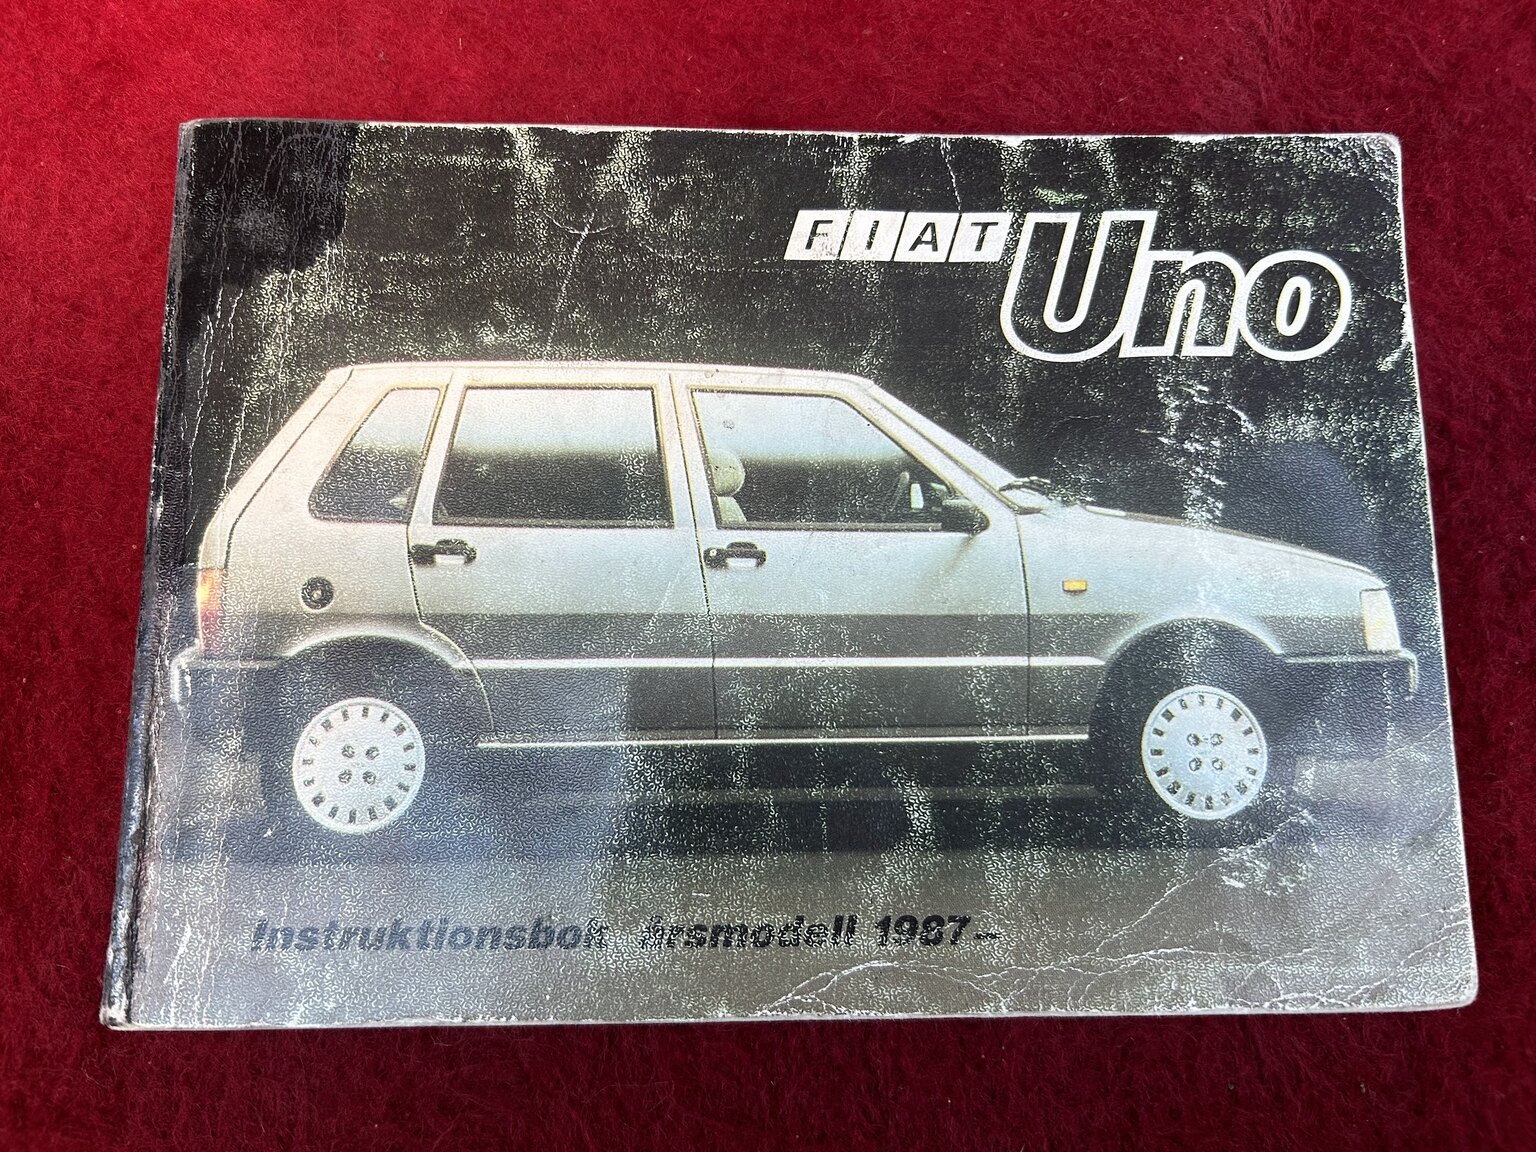 FIAT Uno
Instruktionsbok årsmodell 1987–